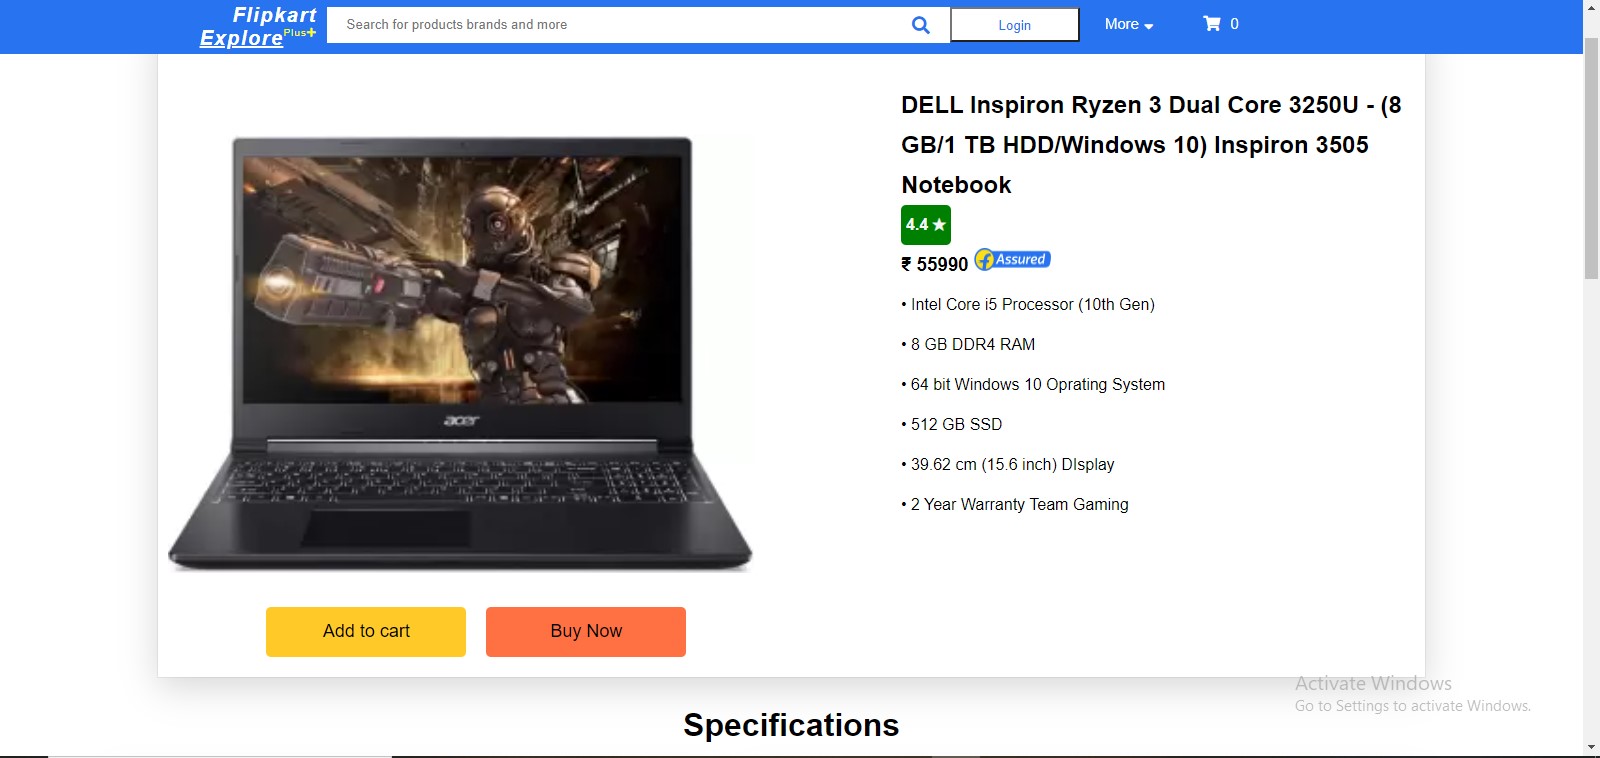 Flipkart
Explore Plus+
Search for products brands and more
Login
More
0
DELL Inspiron Ryzen 3 Dual Core 3250U - (8
GB/1 TB HDD/Windows 10) Inspiron 3505
Notebook
4.4 ★
₹ 55990 Assured
• Intel Core i5 Processor (10th Gen)
• 8 GB DDR4 RAM
• 64 bit Windows 10 Oprating System
• 512 GB SSD
• 39.62 cm (15.6 inch) DIsplay
• 2 Year Warranty Team Gaming
acer
Add to cart
Buy Now
Activate Windows
Go to Settings to activate Windows.
Specifications